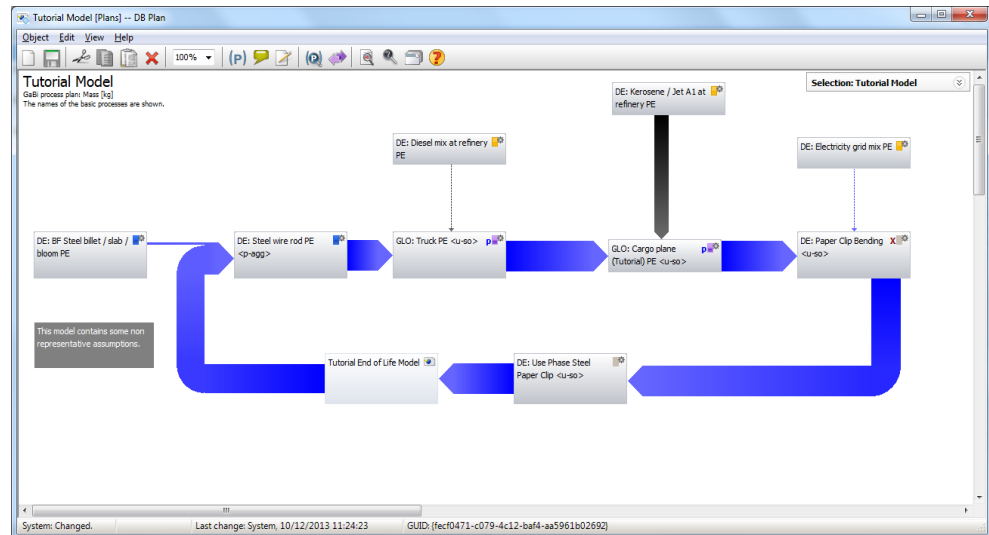 Tutorial Model [Plans] -- DB Plan
Object Edit View Help
100% (P)
Tutorial Model
GaBi process plan: Mass [kg]
The names of the basic processes are shown.
Selection: Tutorial Model
DE: Kerosene / Jet A1 at
refinery PE
DE: Diesel mix at refinery
PE
DE: Electricity grid mix PE
DE: BF Steel billet / slab /
bloom PE
DE: Steel wire rod PE
<p-agg>
GLO: Truck PE <u-so> p
GLO: Cargo plane p
(Tutorial) PE <u-so>
DE: Paper Clip Bending X
<u-so>
This model contains some non
representative assumptions.
Tutorial End of Life Model
DE: Use Phase Steel
Paper Clip <u-so>
System: Changed. Last change: System, 10/12/2013 11:24:23 GUID: {fecf0471-c079-4c12-baf4-aa5961b02692}